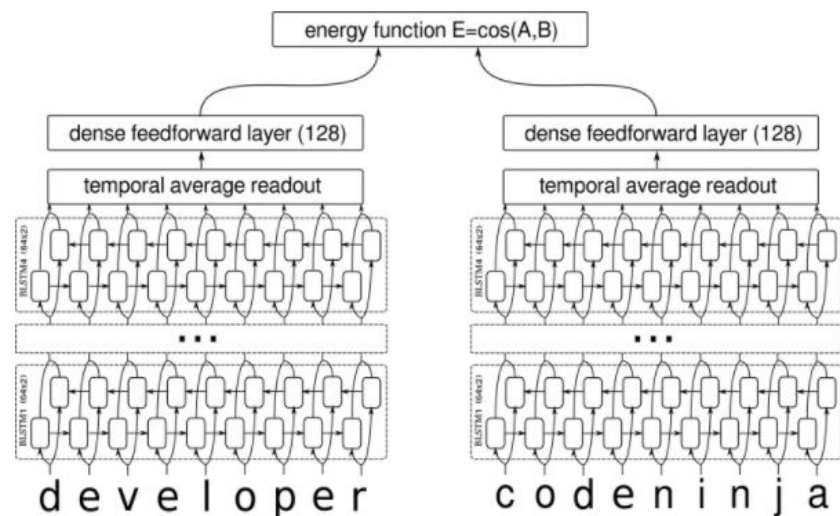 energy function E=cos(A,B)
dense feedforward layer (128)
dense feedforward layer (128)
temporal average readout
temporal average readout
BLSTM4 (64x2)
BLSTM4 (64x2)
...
...
BLSTM1 (64x2)
BLSTM1 (64x2)
d e v e l o p e r
c o d e n i n j a